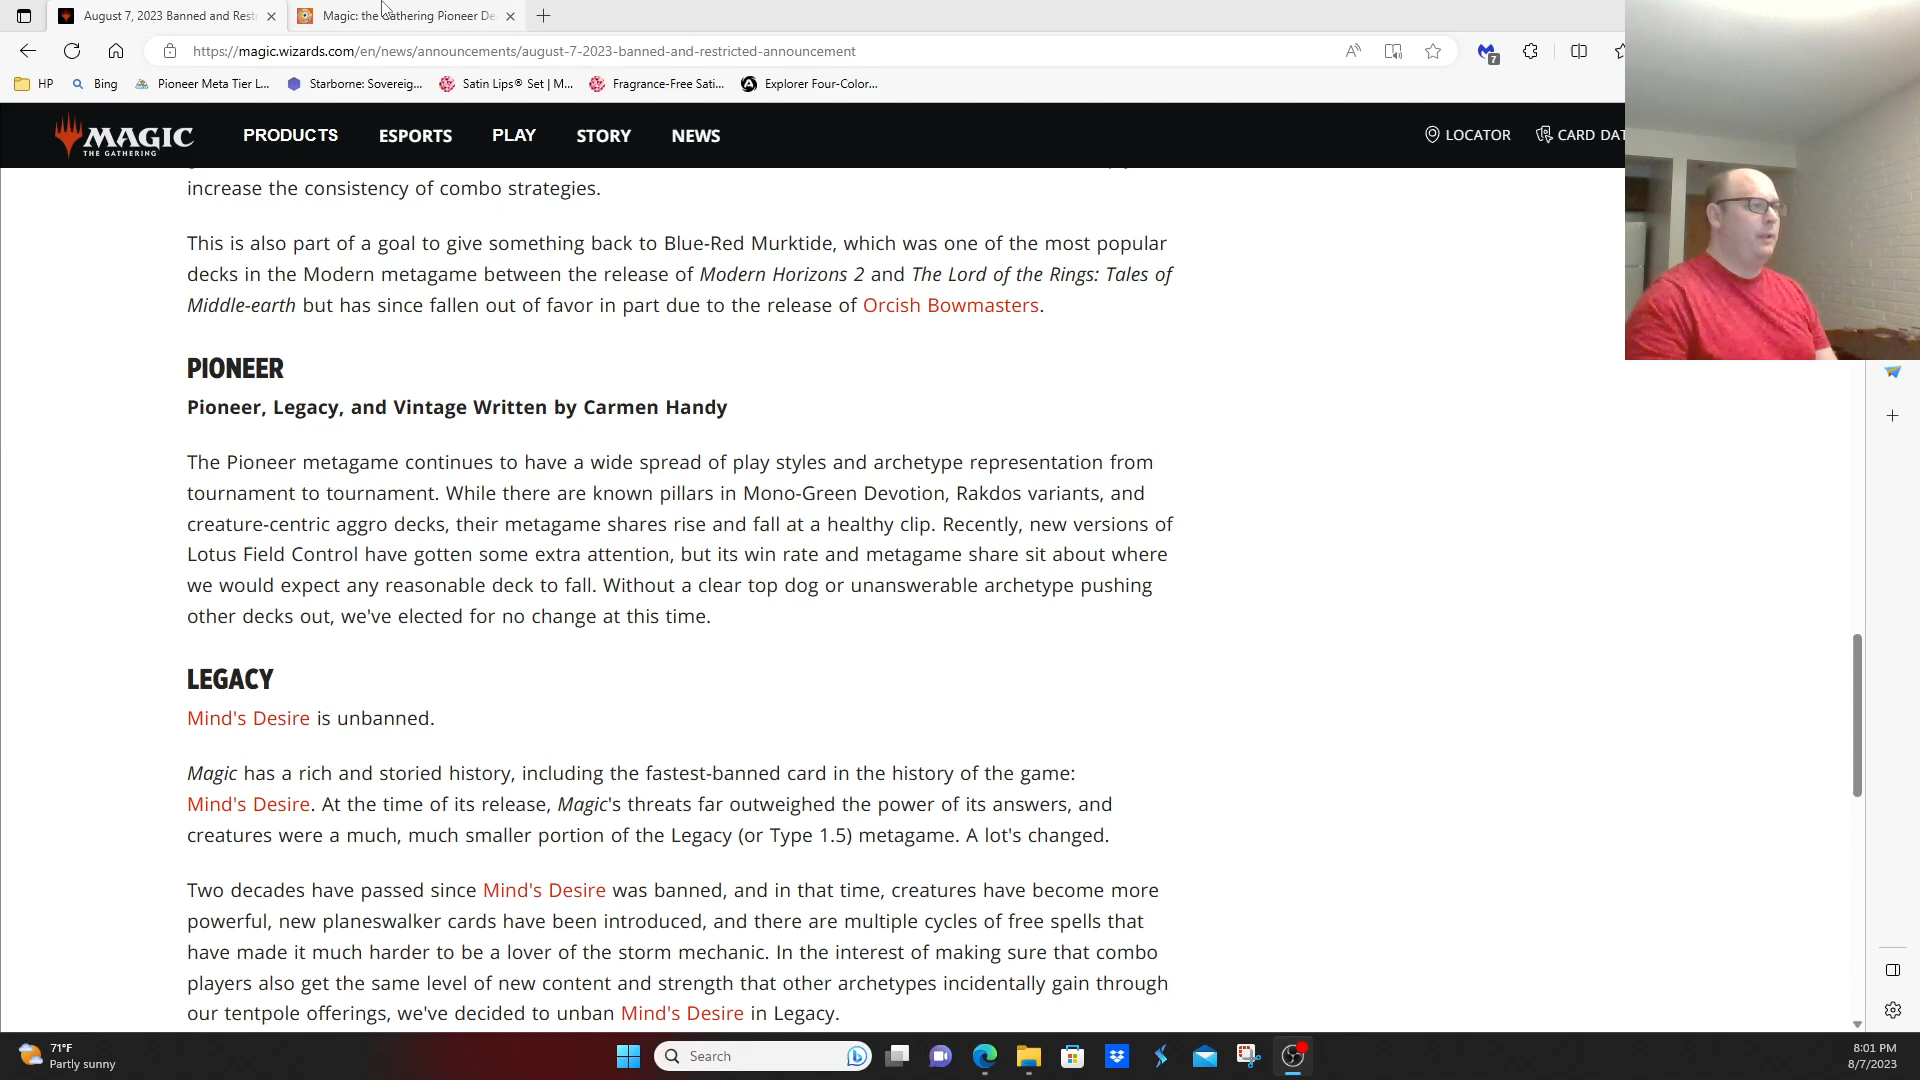 August 7, 2023 Banned and Restr
Magic: the Gathering Pioneer De
https://magic.wizards.com/en/news/announcements/august-7-2023-banned-and-restricted-announcement
7
HP
Bing
Pioneer Meta Tier L...
Starborne: Sovereig...
Satin Lips® Set | M...
Fragrance-Free Sati...
Explorer Four-Color...
MAGIC
THE GATHERING
PRODUCTS
ESPORTS
PLAY
STORY
NEWS
LOCATOR
CARD DAT
increase the consistency of combo strategies.
This is also part of a goal to give something back to Blue-Red Murktide, which was one of the most popular
decks in the Modern metagame between the release of Modern Horizons 2 and The Lord of the Rings: Tales of
Middle-earth but has since fallen out of favor in part due to the release of Orcish Bowmasters.
PIONEER
Pioneer, Legacy, and Vintage Written by Carmen Handy
The Pioneer metagame continues to have a wide spread of play styles and archetype representation from
tournament to tournament. While there are known pillars in Mono-Green Devotion, Rakdos variants, and
creature-centric aggro decks, their metagame shares rise and fall at a healthy clip. Recently, new versions of
Lotus Field Control have gotten some extra attention, but its win rate and metagame share sit about where
we would expect any reasonable deck to fall. Without a clear top dog or unanswerable archetype pushing
other decks out, we've elected for no change at this time.
LEGACY
Mind's Desire is unbanned.
Magic has a rich and storied history, including the fastest-banned card in the history of the game:
Mind's Desire. At the time of its release, Magic's threats far outweighed the power of its answers, and
creatures were a much, much smaller portion of the Legacy (or Type 1.5) metagame. A lot's changed.
Two decades have passed since Mind's Desire was banned, and in that time, creatures have become more
powerful, new planeswalker cards have been introduced, and there are multiple cycles of free spells that
have made it much harder to be a lover of the storm mechanic. In the interest of making sure that combo
players also get the same level of new content and strength that other archetypes incidentally gain through
our tentpole offerings, we've decided to unban Mind's Desire in Legacy.
71°F
Partly sunny
Search
8:01 PM
8/7/2023